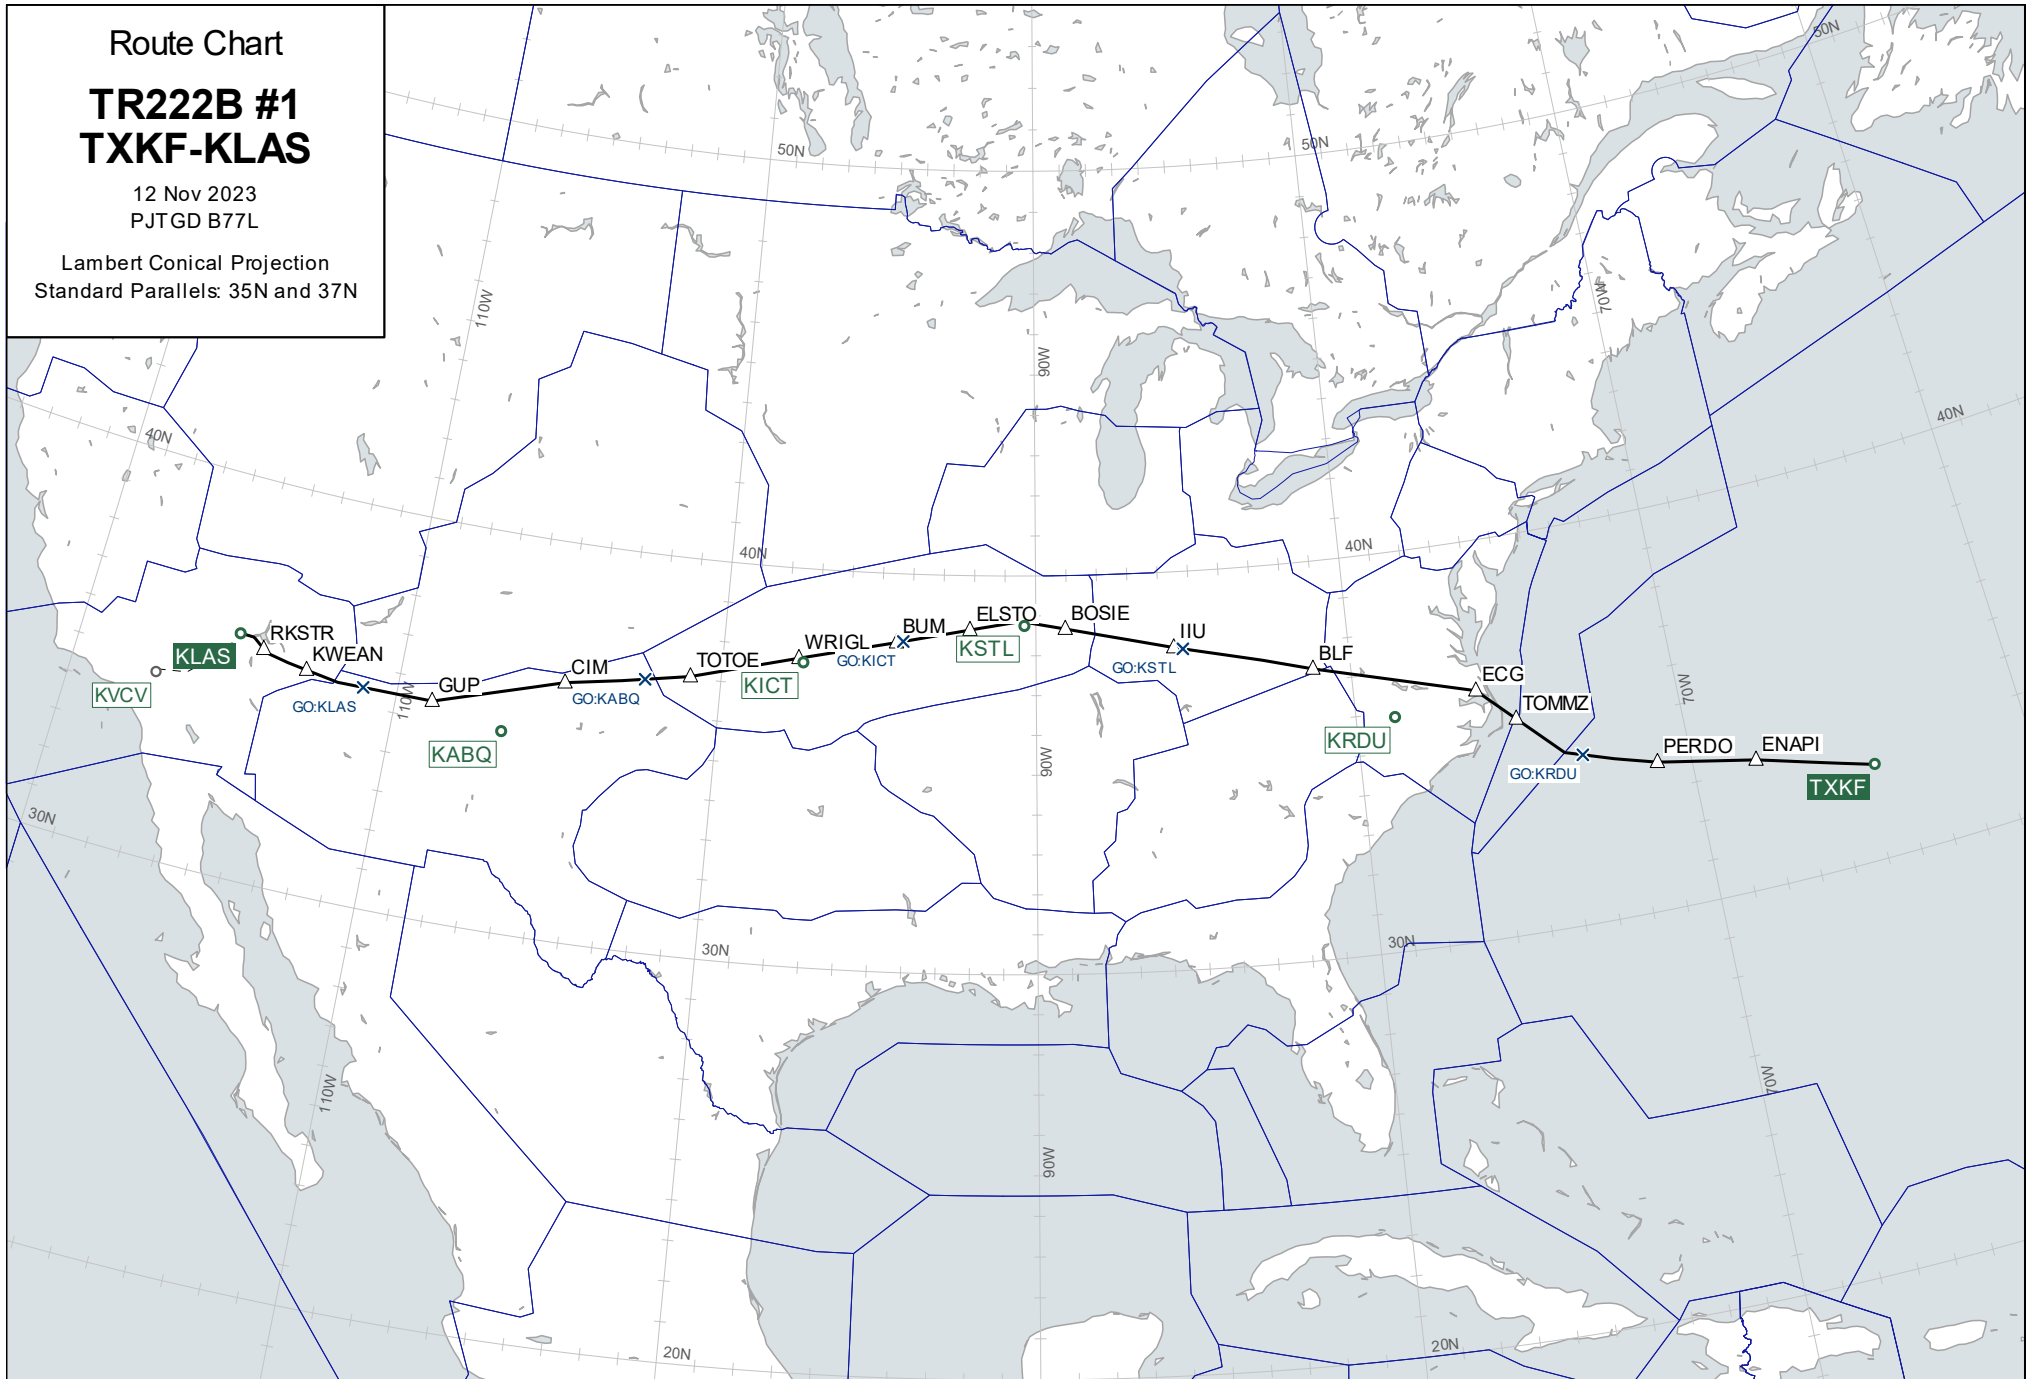 Route Chart
TR222B #1
TXKF-KLAS
12 Nov 2023
PJTGD B77L
Lambert Conical Projection
Standard Parallels: 35N and 37N
50N
50N
50N
110W
70W
90W
40N
40N
40N
40N
RKSTR
KLAS
KWEAN
KVCV
GO:KLAS
110W
GUP
KABQ
CIM
GO:KABQ
TOTOE
KICT
WRIGL
GO:KICT
BUM
ELSTO
KSTL
BOSIE
GO:KSTL
IIU
BLF
KRDU
ECG
TOMMZ
GO:KRDU
PERDO
ENAPI
TXKF
70W
90W
30N
30N
30N
110W
70W
90W
20N
20N